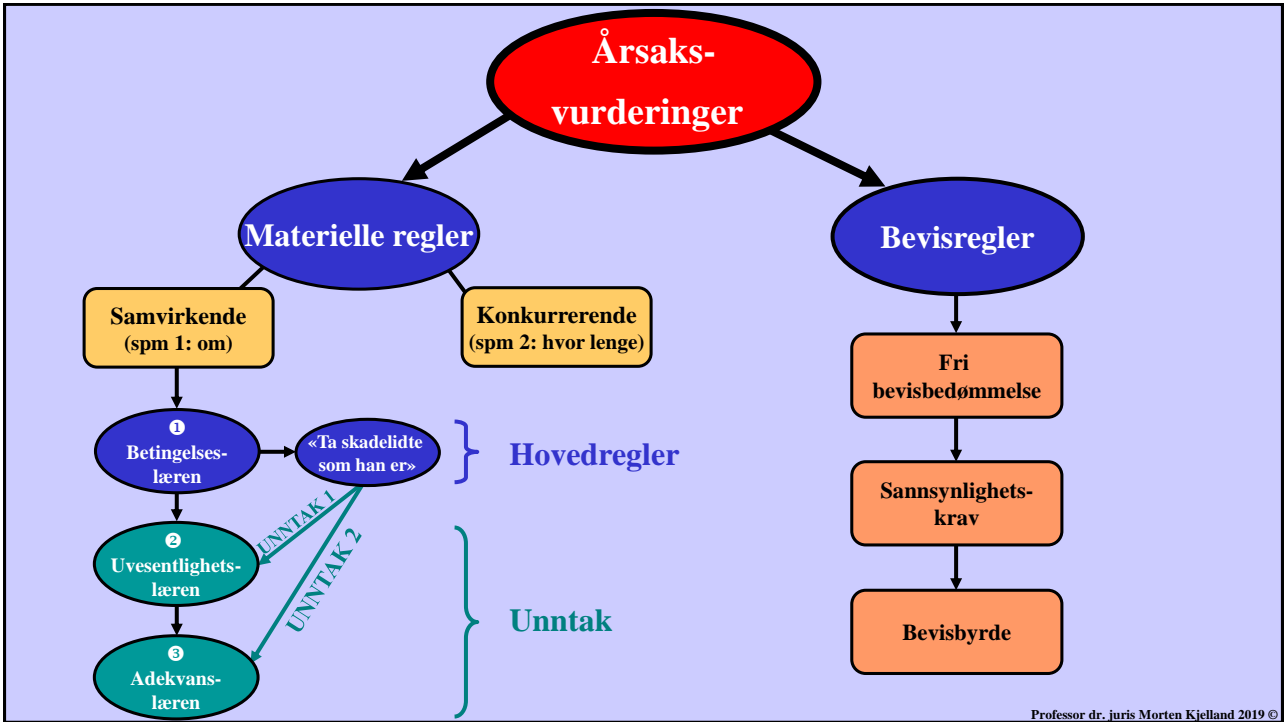 Årsaks-
vurderinger
Materielle regler
Bevisregler
Samvirkende
(spm 1: om)
Konkurrerende
(spm 2: hvor lenge)
Fri
bevisbedømmelse
❶
Betingelses-
læren
«Ta skadelidte
som han er»
Hovedregler
Sannsynlighets-
krav
UNNTAK 1
UNNTAK 2
❷
Uvesentlighets-
læren
Unntak
Bevisbyrde
❸
Adekvans-
læren
Professor dr. juris Morten Kjelland 2019 ©